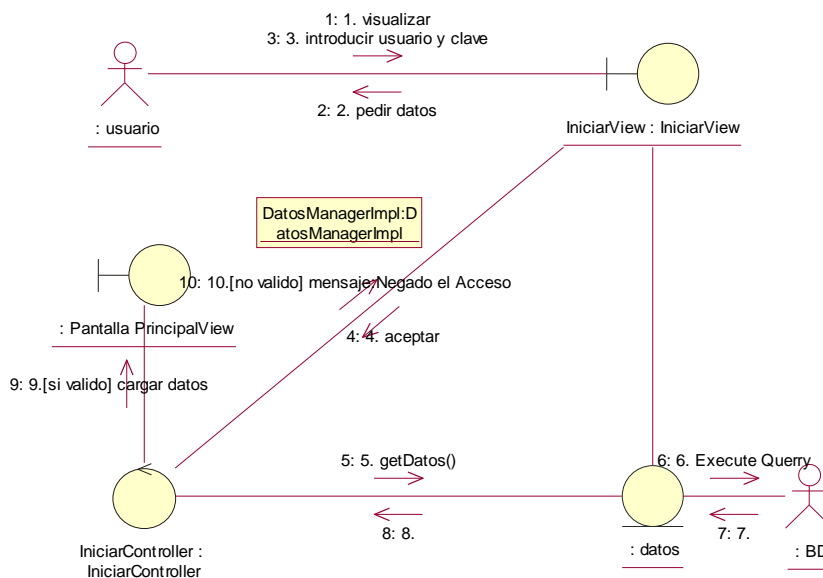 1: 1. visualizar
3: 3. introducir usuario y clave
2: 2. pedir datos
: usuario
IniciarView : IniciarView
DatosManagerImpl:D
atosManagerImpl
10: 10.[no valido] mensaje Negado el Acceso
: Pantalla PrincipalView
4: 4. aceptar
9: 9.[si valido] cargar datos
5: 5. getDatos()
6: 6. Execute Querry
8: 8.
7: 7.
IniciarController :
IniciarController
: datos
: BD